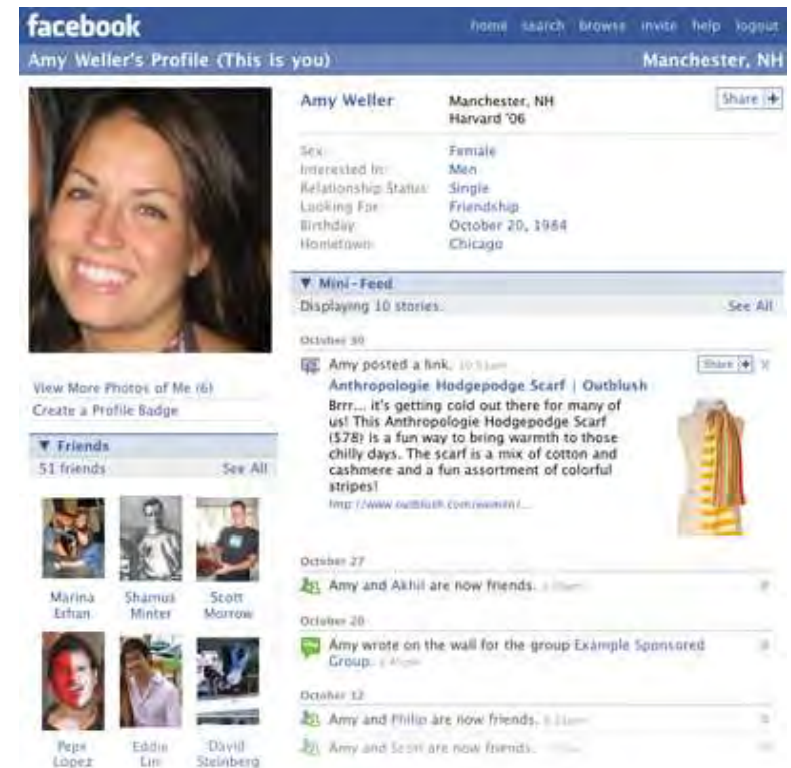 facebook
home search browse invite help logout
Amy Weller's Profile (This is you)
Manchester, NH
Amy Weller
Manchester, NH
Harvard '06
Share +
Sex: Female
Interested In: Men
Relationship Status: Single
Looking For: Friendship
Birthday: October 20, 1984
Hometown: Chicago
▼ Mini-Feed
Displaying 10 stories.
See All
October 30
Amy posted a link.
Share + x
Anthropologie Hodgepodge Scarf | Outblush
Brrr... it's getting cold out there for many of
us! This Anthropologie Hodgepodge Scarf
($78) is a fun way to bring warmth to those
chilly days. The scarf is a mix of cotton and
cashmere and a fun assortment of colorful
stripes!
http://www.outblush.com/women/...
October 27
Amy and Akhil are now friends.
October 20
Amy wrote on the wall for the group Example Sponsored
Group.
October 12
Amy and Philip are now friends.
Amy and Scott are now friends.
View More Photos of Me (6)
Create a Profile Badge
▼ Friends
51 friends
See All
Marina
Erhan
Shamus
Minter
Scott
Morrow
Pepe
Lopez
Eddie
Lin
David
Steinberg